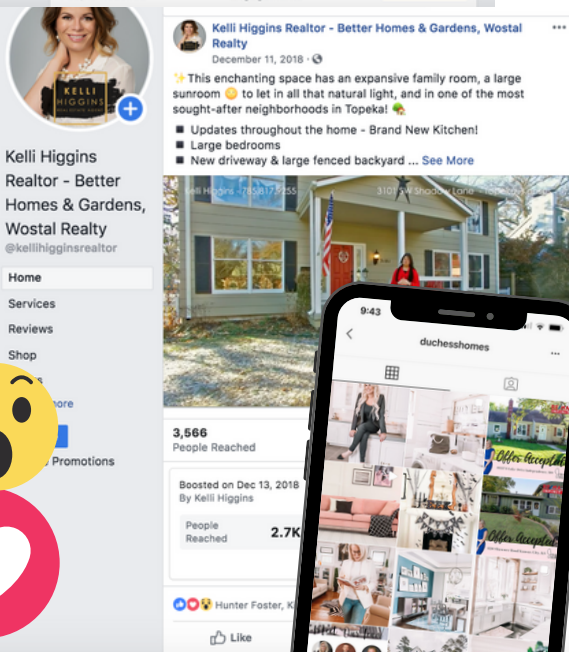 KELLI
HIGGINS
Kelli Higgins
Realtor - Better
Homes & Gardens,
Wostal Realty
@kellihigginsrealtor
Home
Services
Reviews
Shop
Promotions
Kelli Higgins Realtor - Better Homes & Gardens, Wostal
Realty
December 11, 2018
✨This enchanting space has an expansive family room, a large
sunroom 😳 to let in all that natural light, and in one of the most
sought-after neighborhoods in Topeka! 🏡
■ Updates throughout the home - Brand New Kitchen!
■ Large bedrooms
■ New driveway & large fenced backyard ... See More
Kelli Higgins
3101 SW Shadow Lane
3,566
People Reached
Boosted on Dec 13, 2018
By Kelli Higgins
People
Reached
2.7K
Hunter Foster, K
Like
9:43
duchesshomes
Offer Accepted
Offer Accepted